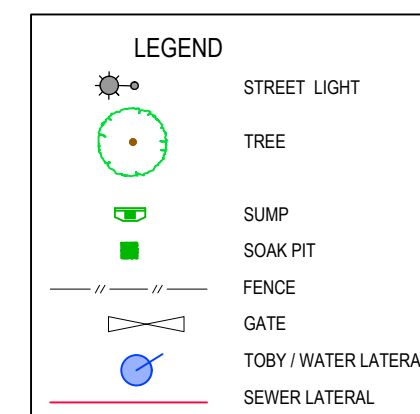 LEGEND
STREET LIGHT
TREE
SUMP
SOAK PIT
FENCE
GATE
TOBY / WATER LATERA
SEWER LATERAL